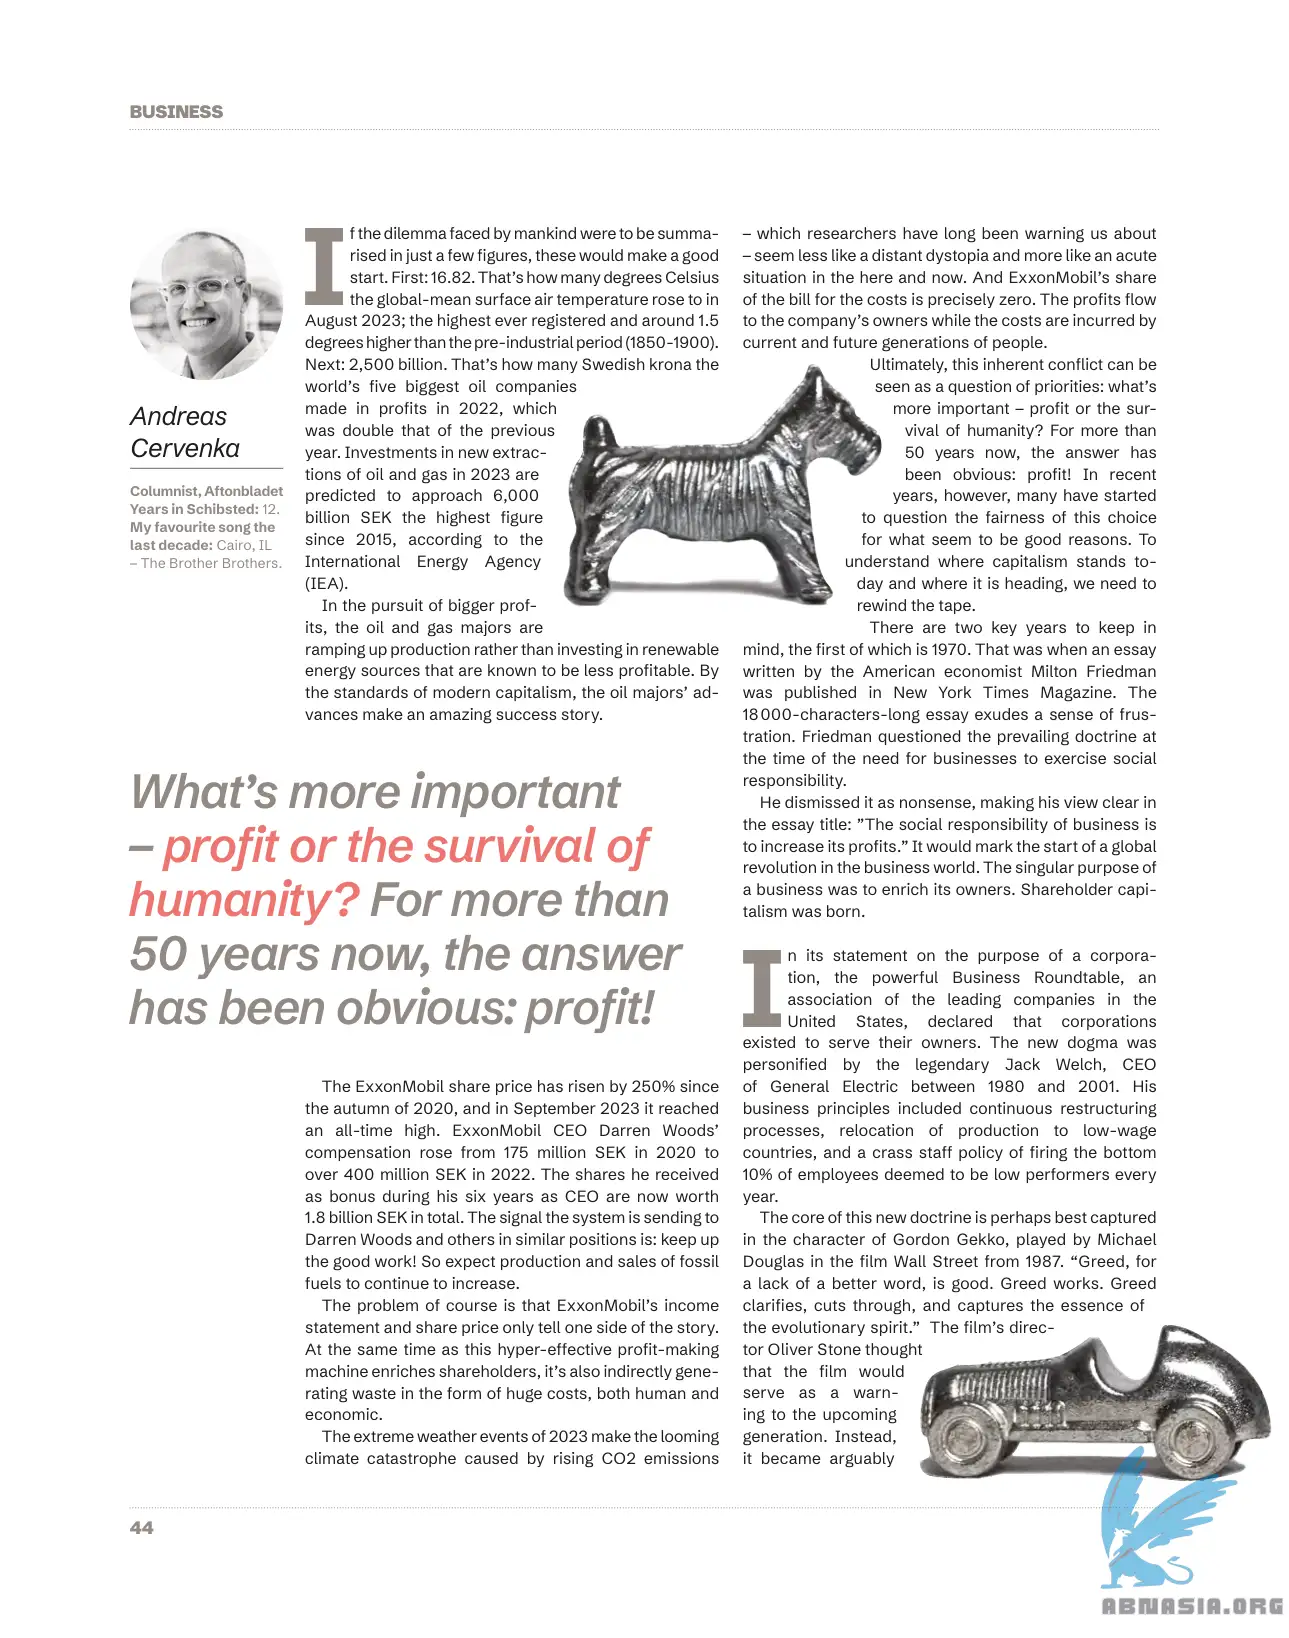 BUSINESS
Andreas
Cervenka
Columnist, Aftonbladet
Years in Schibsted: 12.
My favourite song the
last decade: Cairo, IL
– The Brother Brothers.
If the dilemma faced by mankind were to be summa-
rised in just a few figures, these would make a good
start. First: 16.82. That's how many degrees Celsius
the global-mean surface air temperature rose to in
August 2023; the highest ever registered and around 1.5
degrees higher than the pre-industrial period (1850-1900).
Next: 2,500 billion. That's how many Swedish krona the
world's five biggest oil companies
made in profits in 2022, which
was double that of the previous
year. Investments in new extrac-
tions of oil and gas in 2023 are
predicted to approach 6,000
billion SEK the highest figure
since 2015, according to the
International Energy Agency
(IEA).
In the pursuit of bigger prof-
its, the oil and gas majors are
ramping up production rather than investing in renewable
energy sources that are known to be less profitable. By
the standards of modern capitalism, the oil majors' ad-
vances make an amazing success story.
What's more important
– profit or the survival of
humanity? For more than
50 years now, the answer
has been obvious: profit!
The ExxonMobil share price has risen by 250% since
the autumn of 2020, and in September 2023 it reached
an all-time high. ExxonMobil CEO Darren Woods'
compensation rose from 175 million SEK in 2020 to
over 400 million SEK in 2022. The shares he received
as bonus during his six years as CEO are now worth
1.8 billion SEK in total. The signal the system is sending to
Darren Woods and others in similar positions is: keep up
the good work! So expect production and sales of fossil
fuels to continue to increase.
The problem of course is that ExxonMobil's income
statement and share price only tell one side of the story.
At the same time as this hyper-effective profit-making
machine enriches shareholders, it's also indirectly gene-
rating waste in the form of huge costs, both human and
economic.
The extreme weather events of 2023 make the looming
climate catastrophe caused by rising CO2 emissions
– which researchers have long been warning us about
– seem less like a distant dystopia and more like an acute
situation in the here and now. And ExxonMobil's share
of the bill for the costs is precisely zero. The profits flow
to the company's owners while the costs are incurred by
current and future generations of people.
Ultimately, this inherent conflict can be
seen as a question of priorities: what's
more important – profit or the sur-
vival of humanity? For more than
50 years now, the answer has
been obvious: profit! In recent
years, however, many have started
to question the fairness of this choice
for what seem to be good reasons. To
understand where capitalism stands to-
day and where it is heading, we need to
rewind the tape.
There are two key years to keep in
mind, the first of which is 1970. That was when an essay
written by the American economist Milton Friedman
was published in New York Times Magazine. The
18 000-characters-long essay exudes a sense of frus-
tration. Friedman questioned the prevailing doctrine at
the time of the need for businesses to exercise social
responsibility.
He dismissed it as nonsense, making his view clear in
the essay title: ”The social responsibility of business is
to increase its profits.” It would mark the start of a global
revolution in the business world. The singular purpose of
a business was to enrich its owners. Shareholder capi-
talism was born.
In its statement on the purpose of a corpora-
tion, the powerful Business Roundtable, an
association of the leading companies in the
United States, declared that corporations
existed to serve their owners. The new dogma was
personified by the legendary Jack Welch, CEO
of General Electric between 1980 and 2001. His
business principles included continuous restructuring
processes, relocation of production to low-wage
countries, and a crass staff policy of firing the bottom
10% of employees deemed to be low performers every
year.
The core of this new doctrine is perhaps best captured
in the character of Gordon Gekko, played by Michael
Douglas in the film Wall Street from 1987. “Greed, for
a lack of a better word, is good. Greed works. Greed
clarifies, cuts through, and captures the essence of
the evolutionary spirit.” The film's direc-
tor Oliver Stone thought
that the film would
serve as a warn-
ing to the upcoming
generation. Instead,
it became arguably
44
ABNASIA.ORG